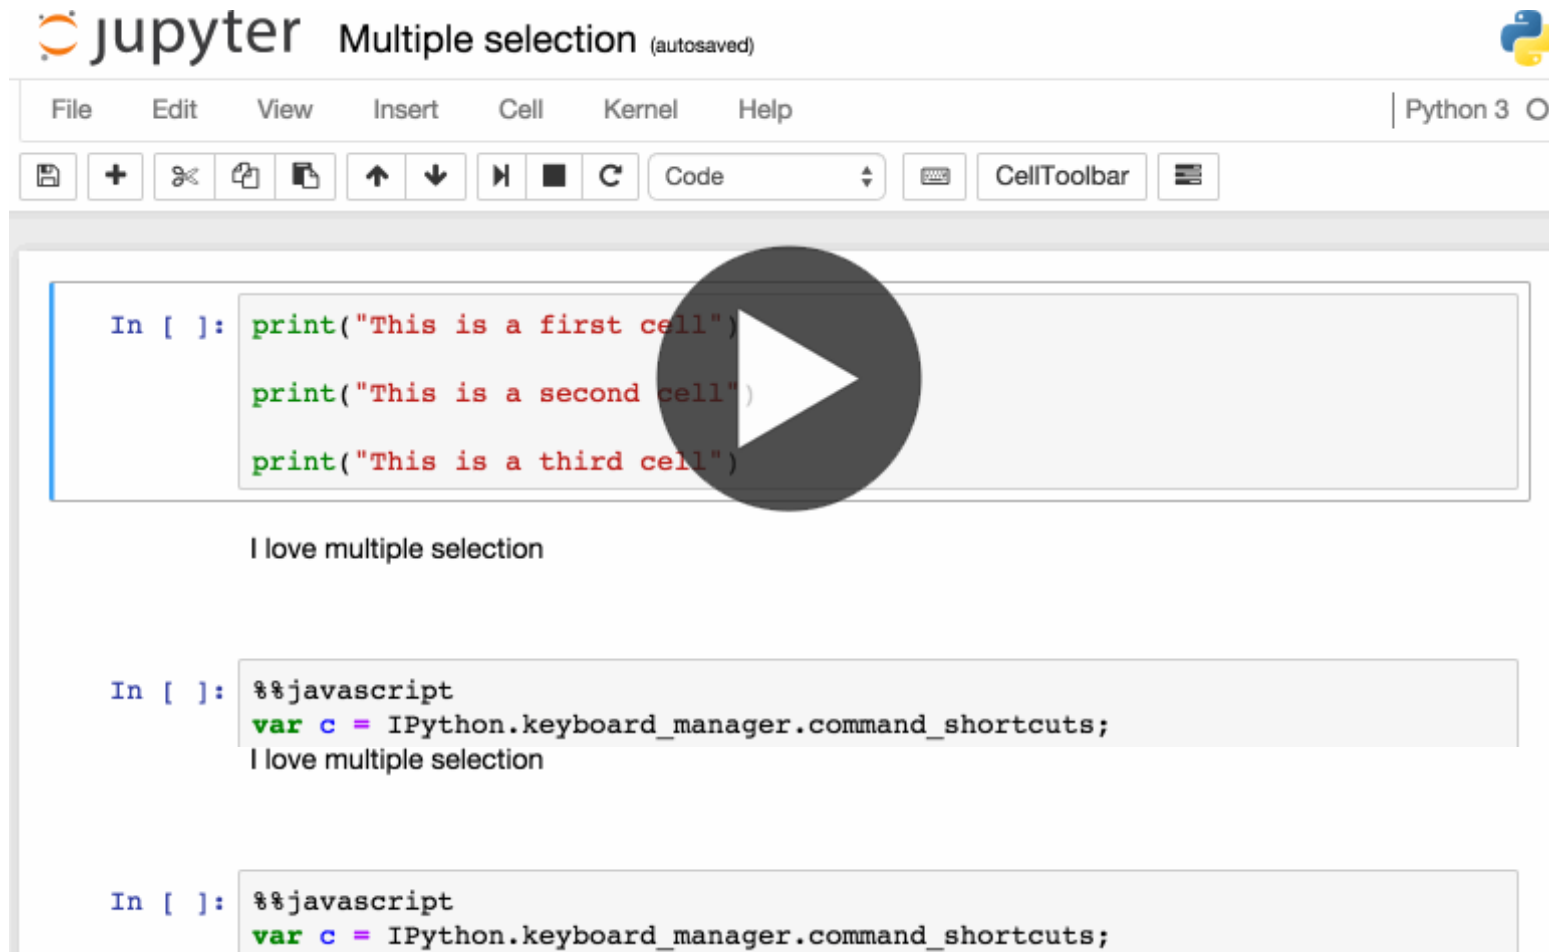 jupyter Multiple selection (autosaved)
File Edit View Insert Cell Kernel Help Python 3
Code CellToolbar
In [ ]: print("This is a first cell")
print("This is a second cell")
print("This is a third cell")
I love multiple selection
In [ ]: %%javascript
var c = IPython.keyboard_manager.command_shortcuts;
I love multiple selection
In [ ]: %%javascript
var c = IPython.keyboard_manager.command_shortcuts;